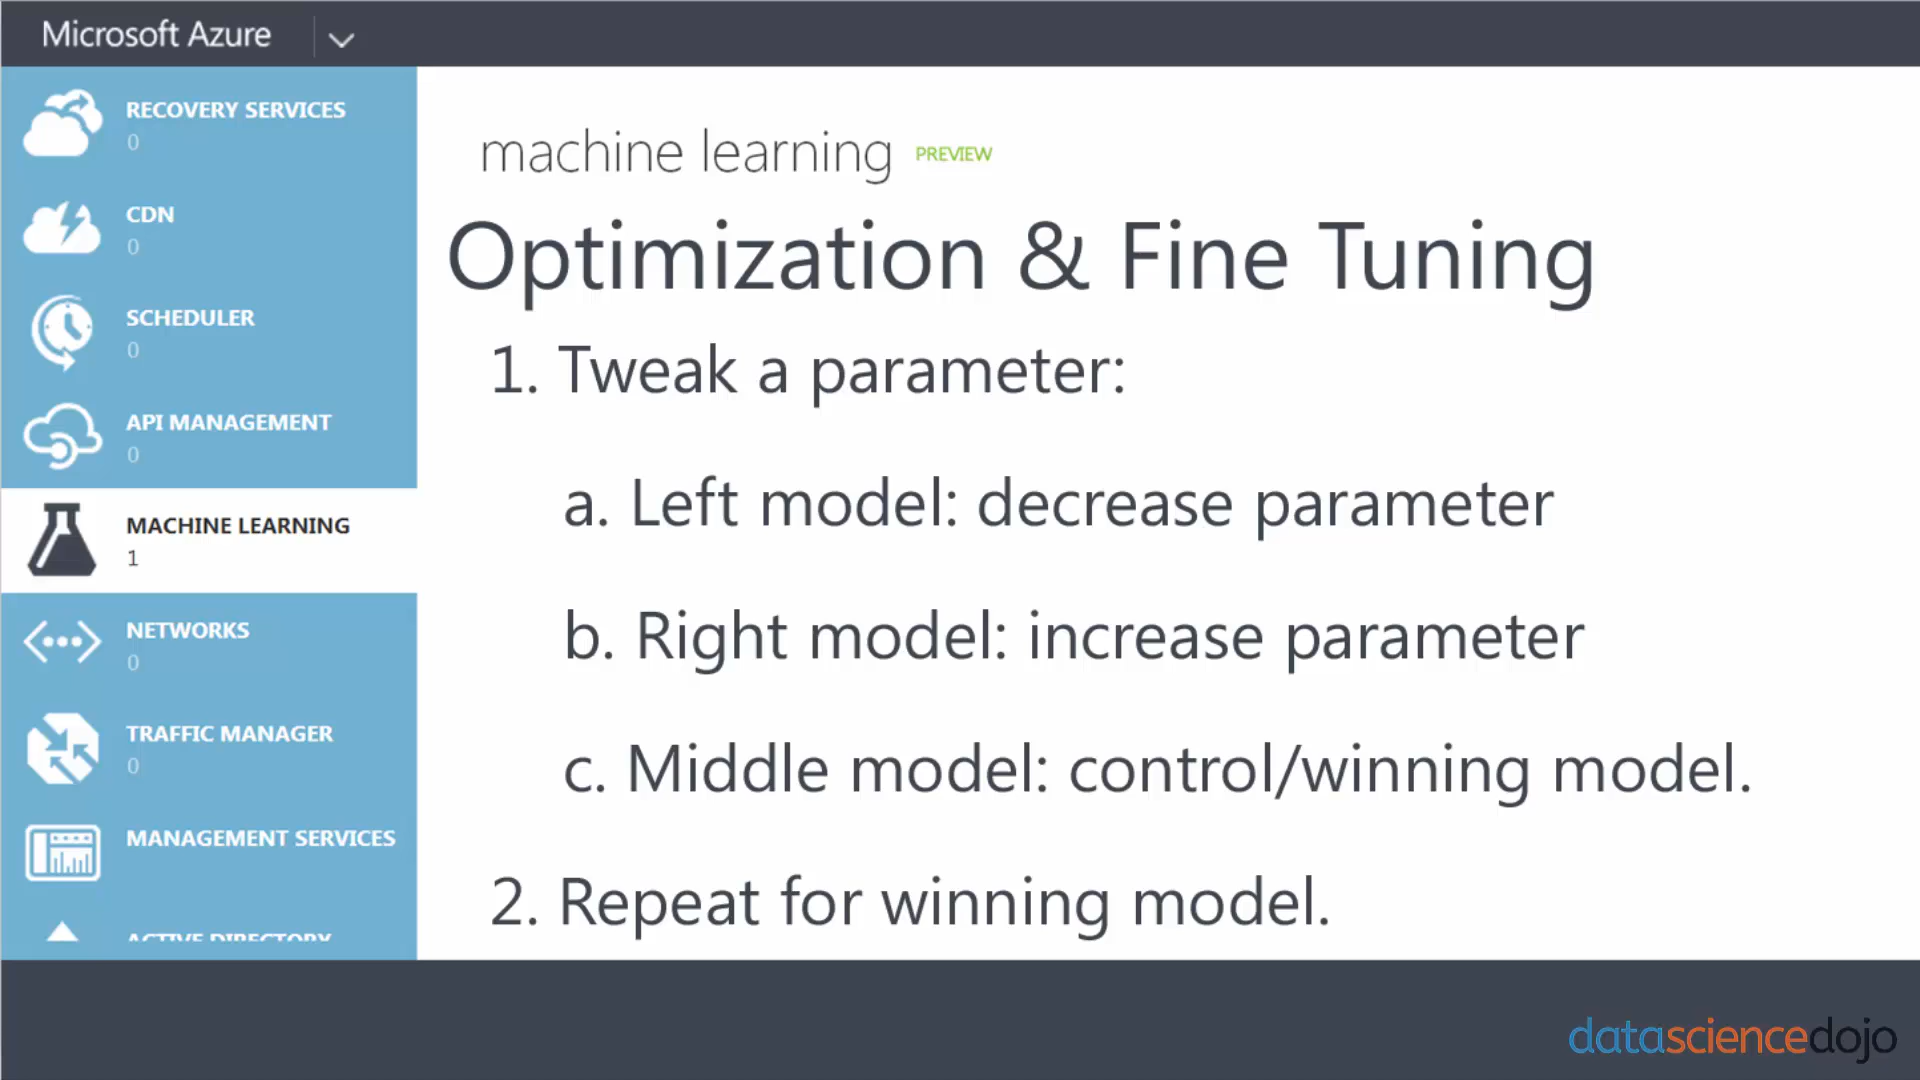 Microsoft Azure
RECOVERY SERVICES
0
CDN
0
SCHEDULER
0
API MANAGEMENT
0
MACHINE LEARNING
1
NETWORKS
0
TRAFFIC MANAGER
0
MANAGEMENT SERVICES
ACTIVE DIRECTORY
machine learning PREVIEW
Optimization & Fine Tuning
1. Tweak a parameter:
a. Left model: decrease parameter
b. Right model: increase parameter
c. Middle model: control/winning model.
2. Repeat for winning model.
datasciencedojo